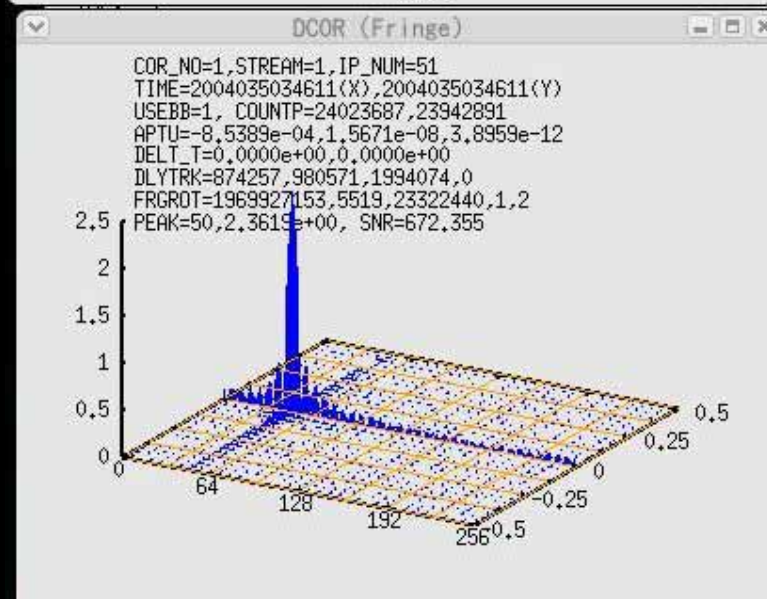 DCOR (Fringe)
COR_NO=1,STREAM=1,IP_NUM=51
TIME=2004035034611(X),2004035034611(Y)
USEBB=1, COUNTP=24023687,23942891
APTU=-8.5389e-04,1.5671e-08,3.8959e-12
DELT_T=0.0000e+00,0.0000e+00
DLYTRK=874257,980571,1994074,0
FRGROT=1969927153,5519,23322440,1,2
PEAK=50,2.3619e+00, SNR=672.355
2.5
2
1.5
1
0.5
0
0
64
128
192
256
-0.5
-0.25
0
0.25
0.5